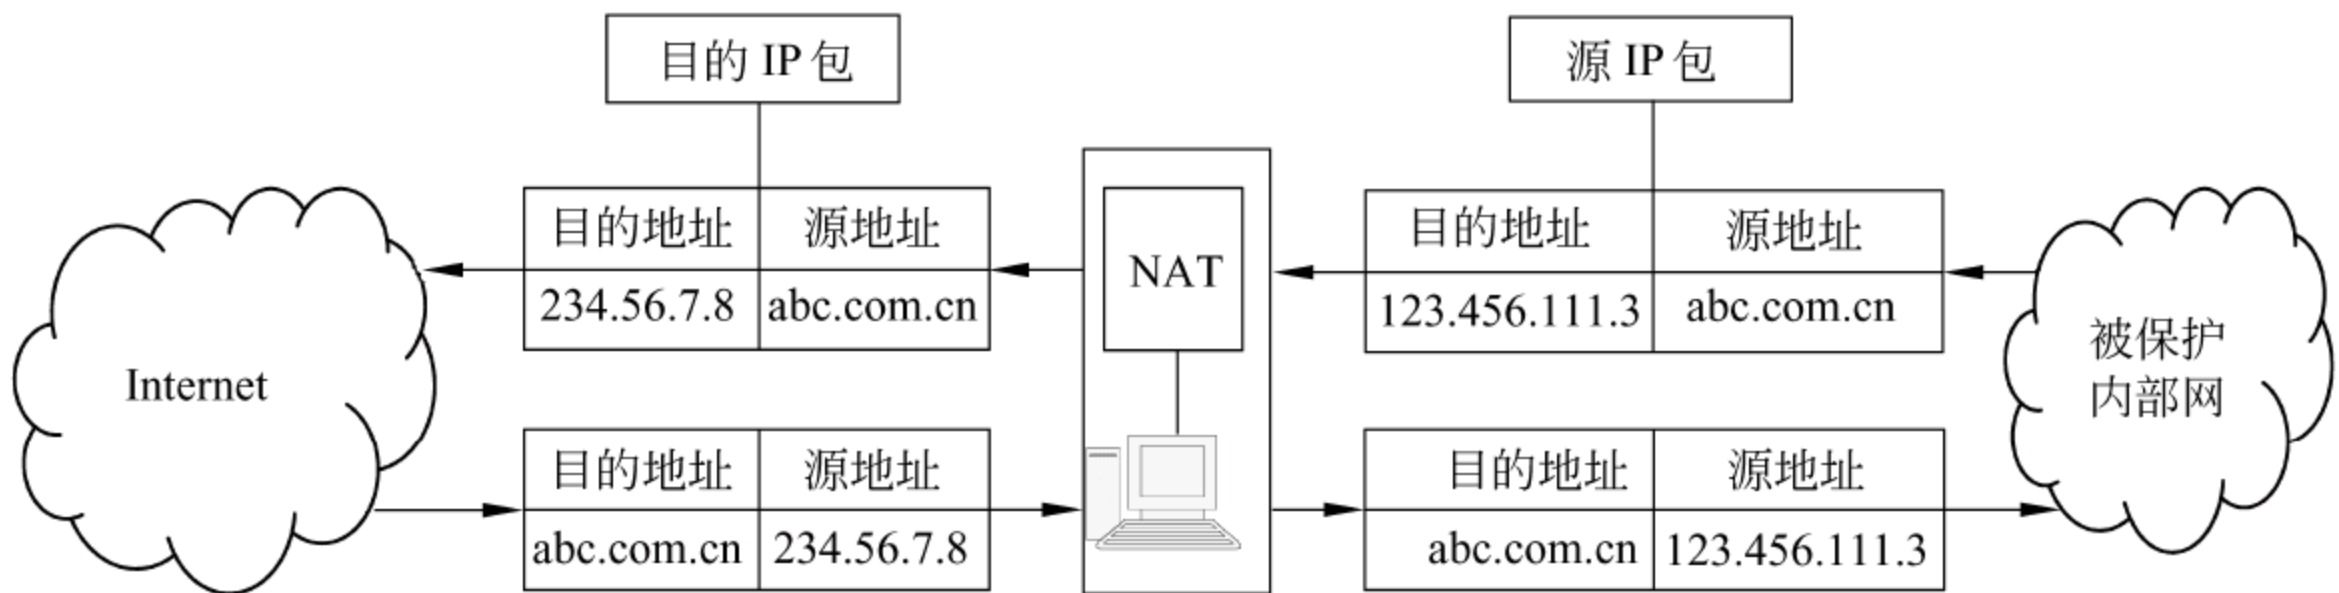 目的 IP 包
源 IP 包
目的地址 源地址
234.56.7.8 abc.com.cn
NAT
目的地址 源地址
123.456.111.3 abc.com.cn
Internet
被保护
内部网
目的地址 源地址
abc.com.cn 234.56.7.8
目的地址 源地址
abc.com.cn 123.456.111.3